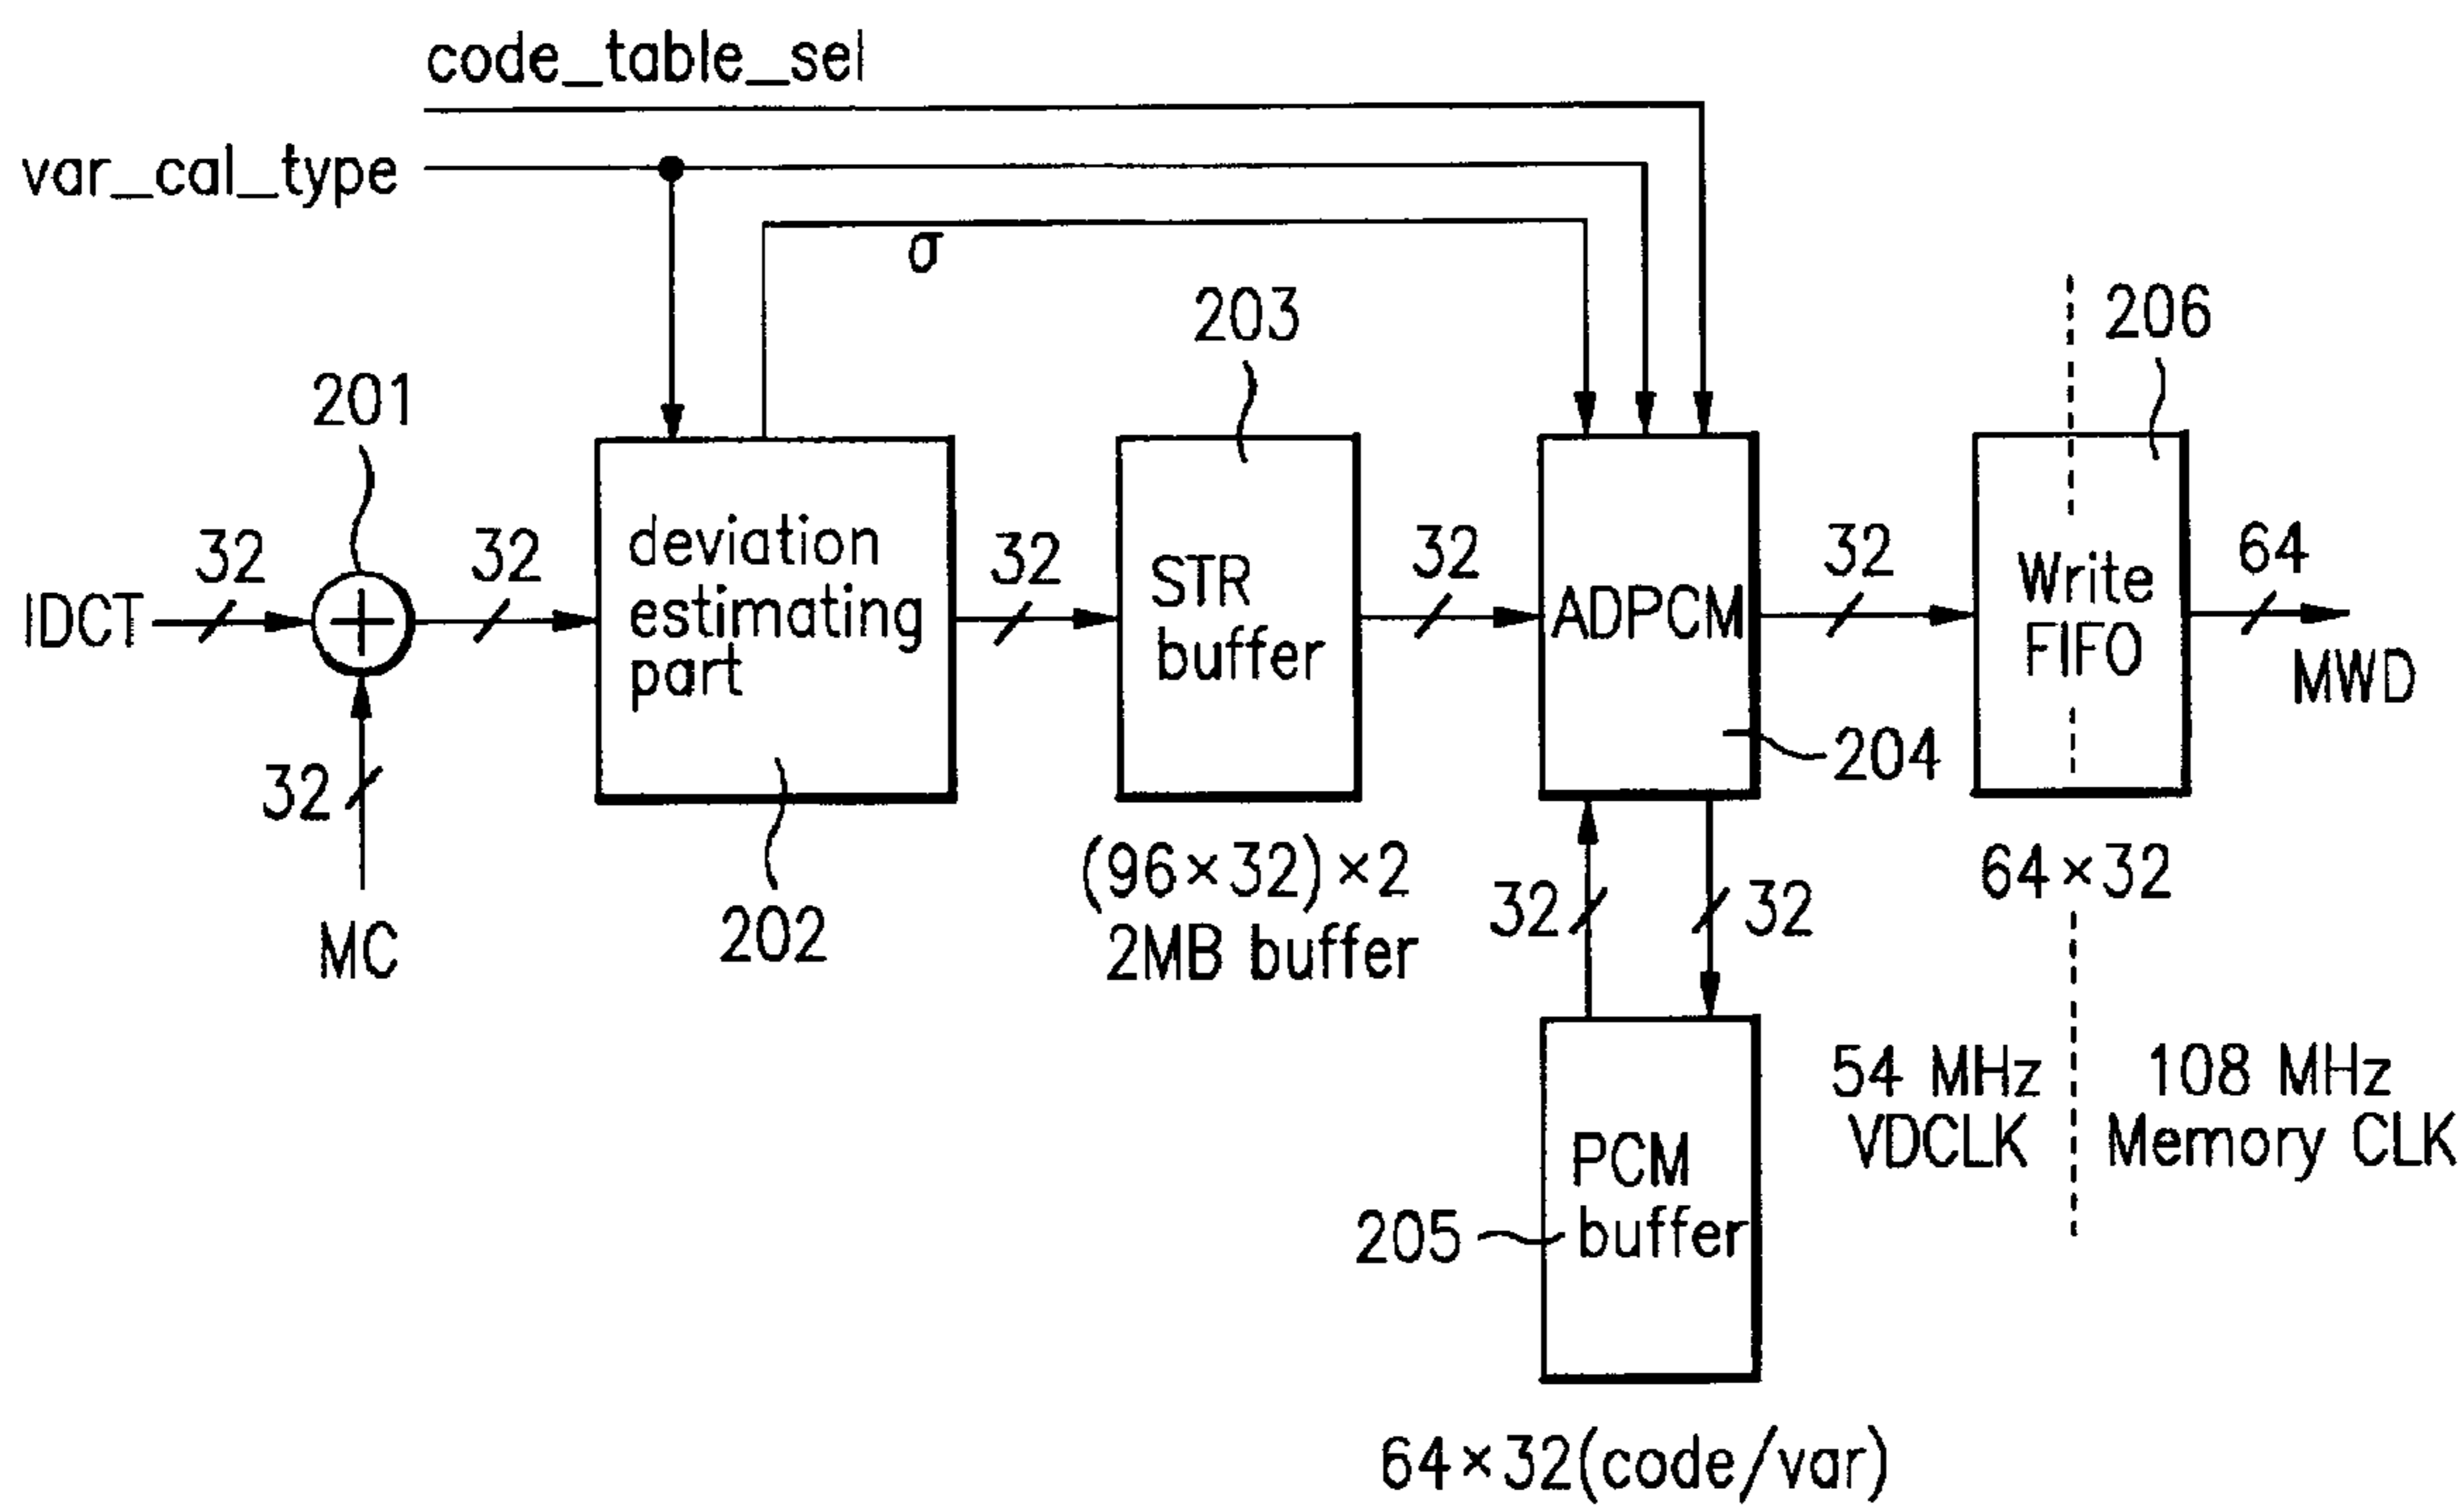 code_table_sel
var_cal_type
σ
203
206
201
32
32
deviation
estimating
part
32
STR
buffer
32
ADPCM
32
Write
FIFO
64
IDCT
MWD
204
32
MC
202
(96×32)×2
2MB buffer
32
32
64×32
54 MHz
VDCLK
108 MHz
Memory CLK
PCM
buffer
205
64×32(code/var)